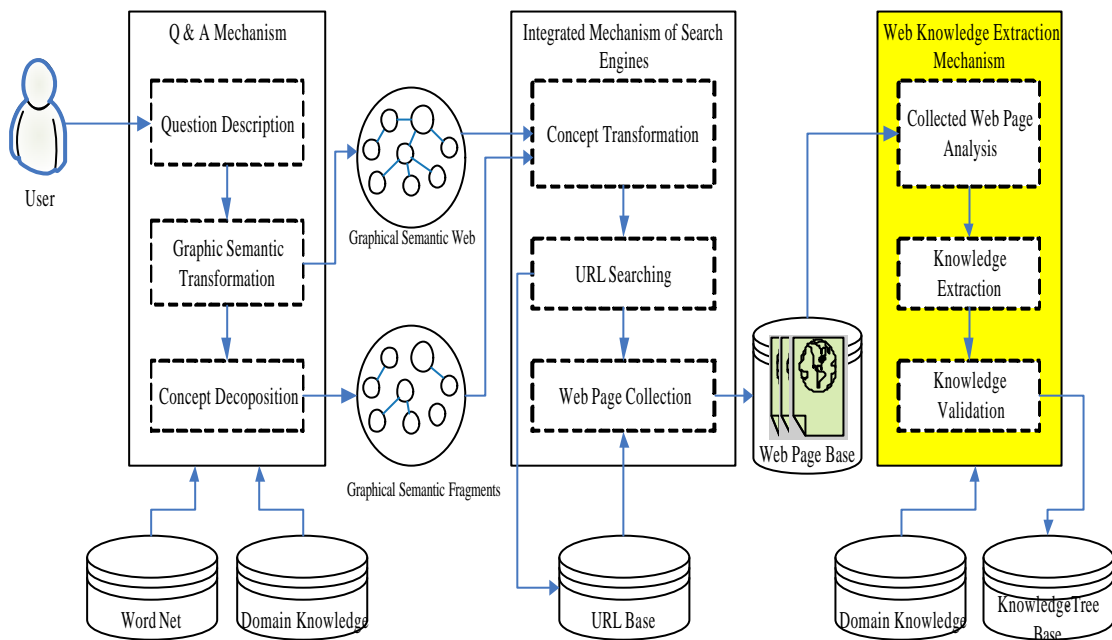 Q & A Mechanism
Question Description
Graphic Semantic
Transformation
Concept Decoposition
User
Graphical Semantic Web
Graphical Semantic Fragments
Word Net
Domain Knowledge
Integrated Mechanism of Search
Engines
Concept Transformation
URL Searching
Web Page Collection
URL Base
Web Page Base
Web Knowledge Extraction
Mechanism
Collected Web Page
Analysis
Knowledge
Extraction
Knowledge
Validation
Domain Knowledge
Knowledge-Tree
Base